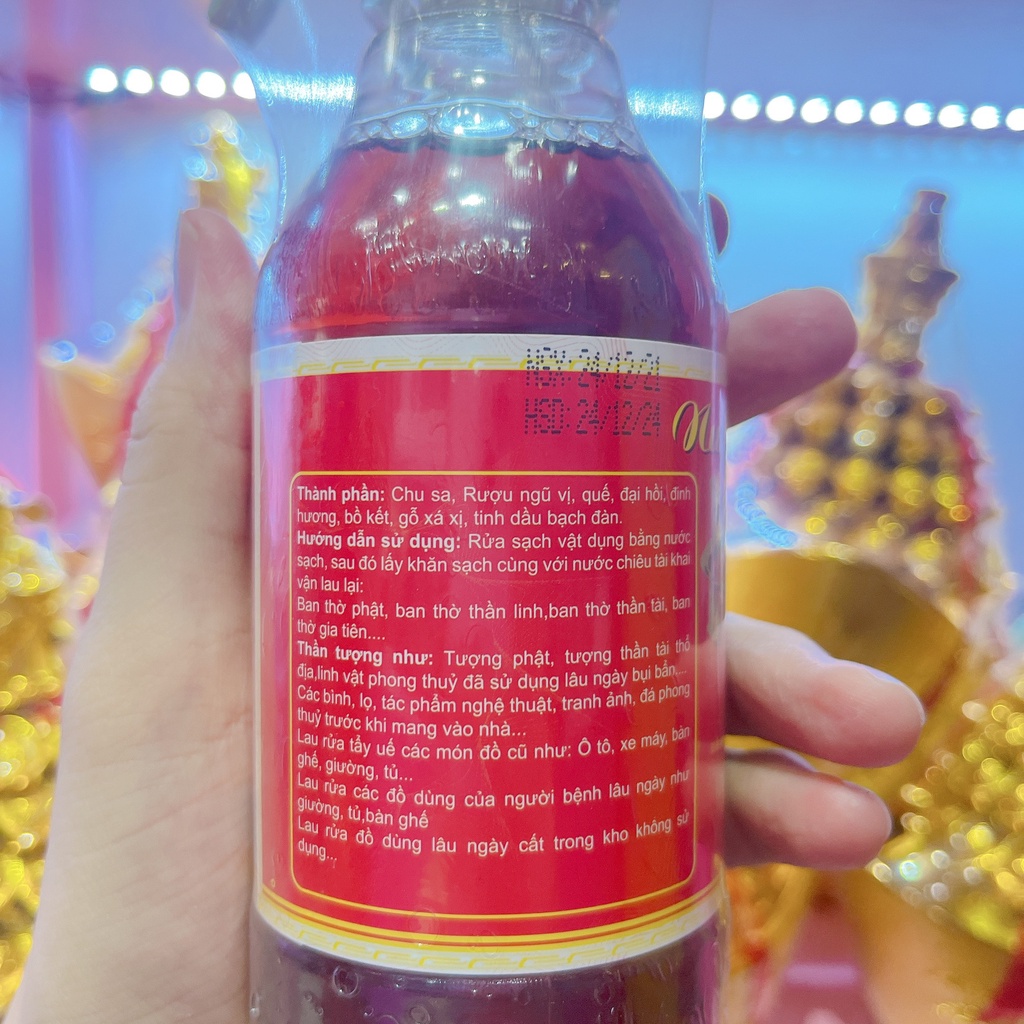 NSX: 24/12/21
HSD: 24/12/24
Thành phần: Chu sa, Rượu ngũ vị, quế, đại hồi, đinh
hương, bồ kết, gỗ xá xị, tinh dầu bạch đàn.
Hướng dẫn sử dụng: Rửa sạch vật dụng bằng nước
sạch, sau đó lấy khăn sạch cùng với nước chiêu tài khai
vận lau lại:
Ban thờ phật, ban thờ thần linh,ban thờ thần tài, ban
thờ gia tiên....
Thần tượng như: Tượng phật, tượng thần tài thổ
địa,linh vật phong thuỷ đã sử dụng lâu ngày bụi bẩn,...
Các bình, lọ, tác phẩm nghệ thuật, tranh ảnh, đá phong
thuỷ trước khi mang vào nhà...
Lau rửa tẩy uế các món đồ cũ như: Ô tô, xe máy, bàn
ghế, giường, tủ...
Lau rửa các đồ dùng của người bệnh lâu ngày như
giường, tủ,bàn ghế
Lau rửa đồ dùng lâu ngày cất trong kho không sử
dụng...